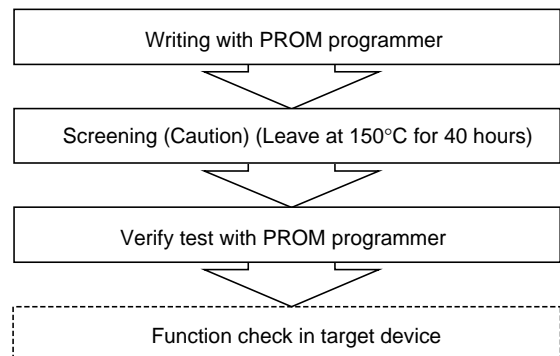 Writing with PROM programmer
Screening (Caution) (Leave at 150°C for 40 hours)
Verify test with PROM programmer
Function check in target device